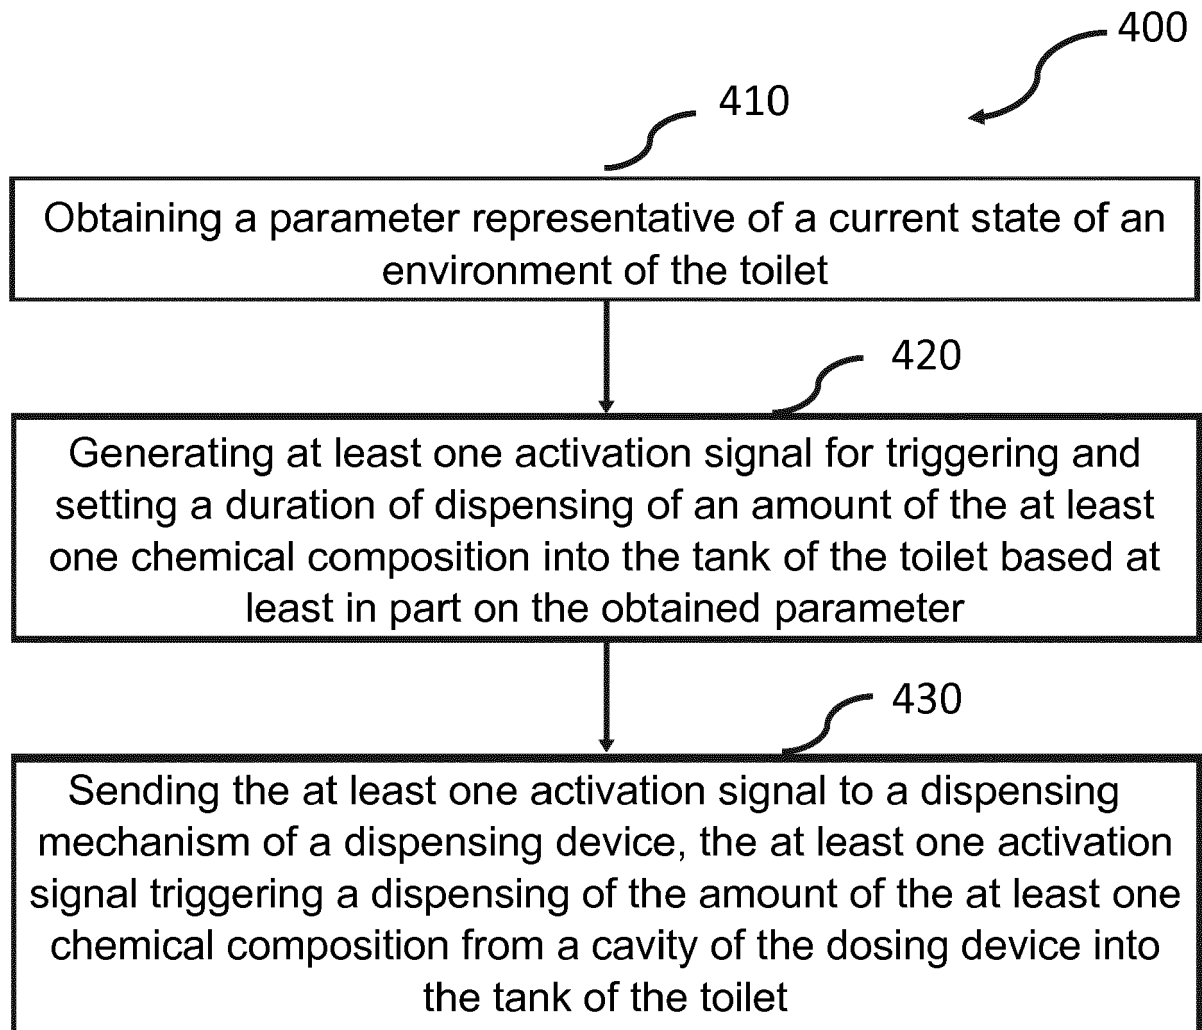 400
410
Obtaining a parameter representative of a current state of an
environment of the toilet
420
Generating at least one activation signal for triggering and
setting a duration of dispensing of an amount of the at least
one chemical composition into the tank of the toilet based at
least in part on the obtained parameter
430
Sending the at least one activation signal to a dispensing
mechanism of a dispensing device, the at least one activation
signal triggering a dispensing of the amount of the at least one
chemical composition from a cavity of the dosing device into
the tank of the toilet